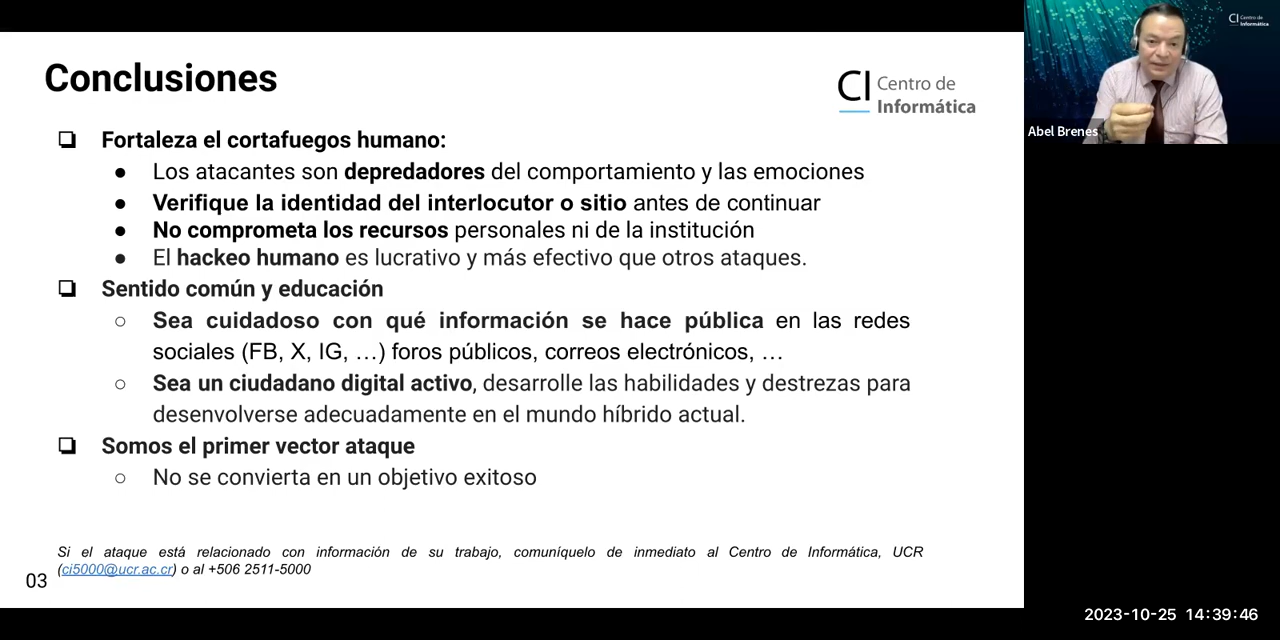 Conclusiones
CI Centro de
Informática
Fortaleza el cortafuegos humano:
Los atacantes son depredadores del comportamiento y las emociones
Verifique la identidad del interlocutor o sitio antes de continuar
No comprometa los recursos personales ni de la institución
El hackeo humano es lucrativo y más efectivo que otros ataques.
Sentido común y educación
Sea cuidadoso con qué información se hace pública en las redes
sociales (FB, X, IG, …) foros públicos, correos electrónicos, …
Sea un ciudadano digital activo, desarrolle las habilidades y destrezas para
desenvolverse adecuadamente en el mundo híbrido actual.
Somos el primer vector ataque
No se convierta en un objetivo exitoso
Si el ataque está relacionado con información de su trabajo, comuníquelo de inmediato al Centro de Informática, UCR
(ci5000@ucr.ac.cr) o al +506 2511-5000
03
CI Centro de
Informática
Abel Brenes
2023-10-25 14:39:46